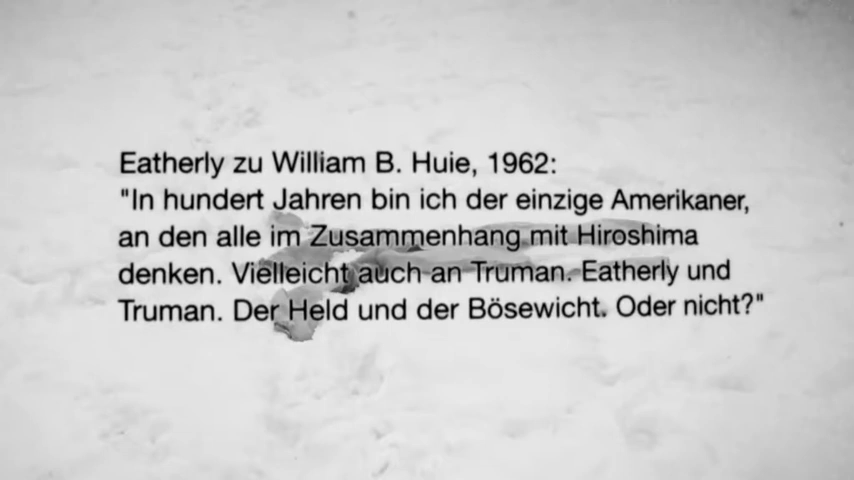 Eatherly zu William B. Huie, 1962:
"In hundert Jahren bin ich der einzige Amerikaner,
an den alle im Zusammenhang mit Hiroshima
denken. Vielleicht auch an Truman. Eatherly und
Truman. Der Held und der Bösewicht. Oder nicht?"